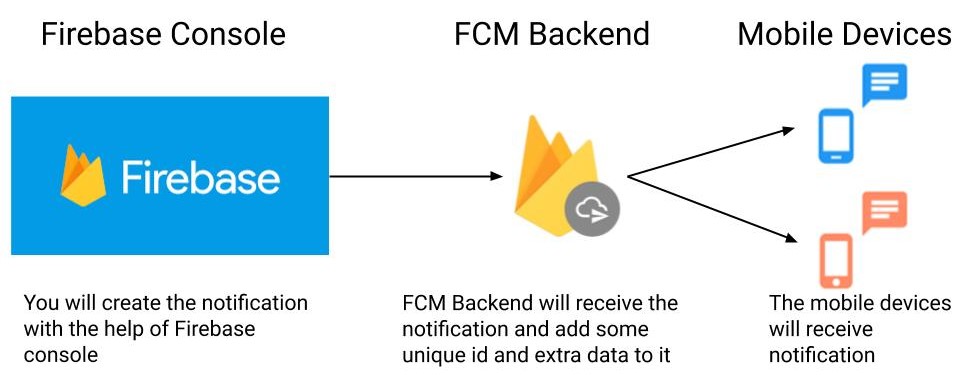 Firebase Console
FCM Backend
Mobile Devices
Firebase
You will create the notification
with the help of Firebase
console
FCM Backend will receive the
notification and add some
unique id and extra data to it
The mobile devices
will receive
notification